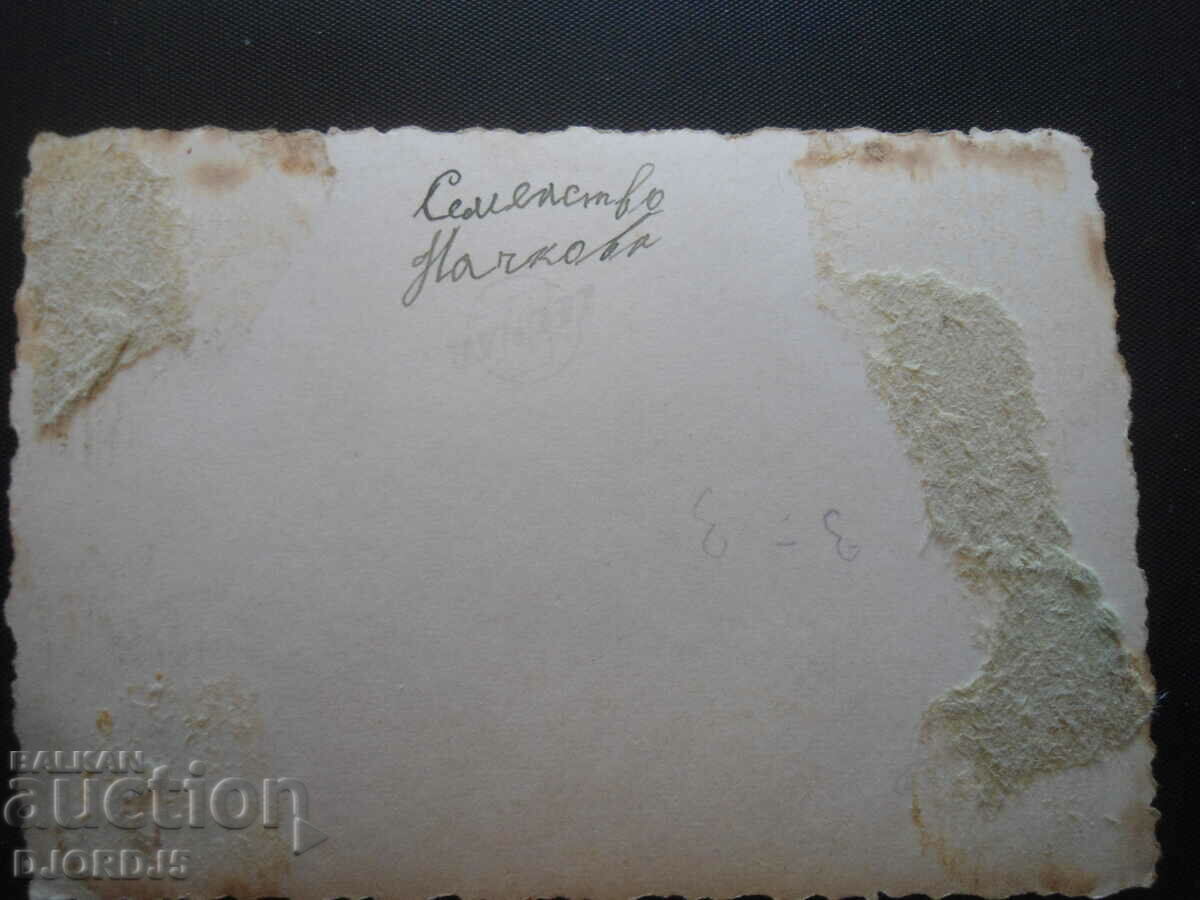 Семейство
Начкови
3 - 3
BALKAN
auction
DJORDJ5